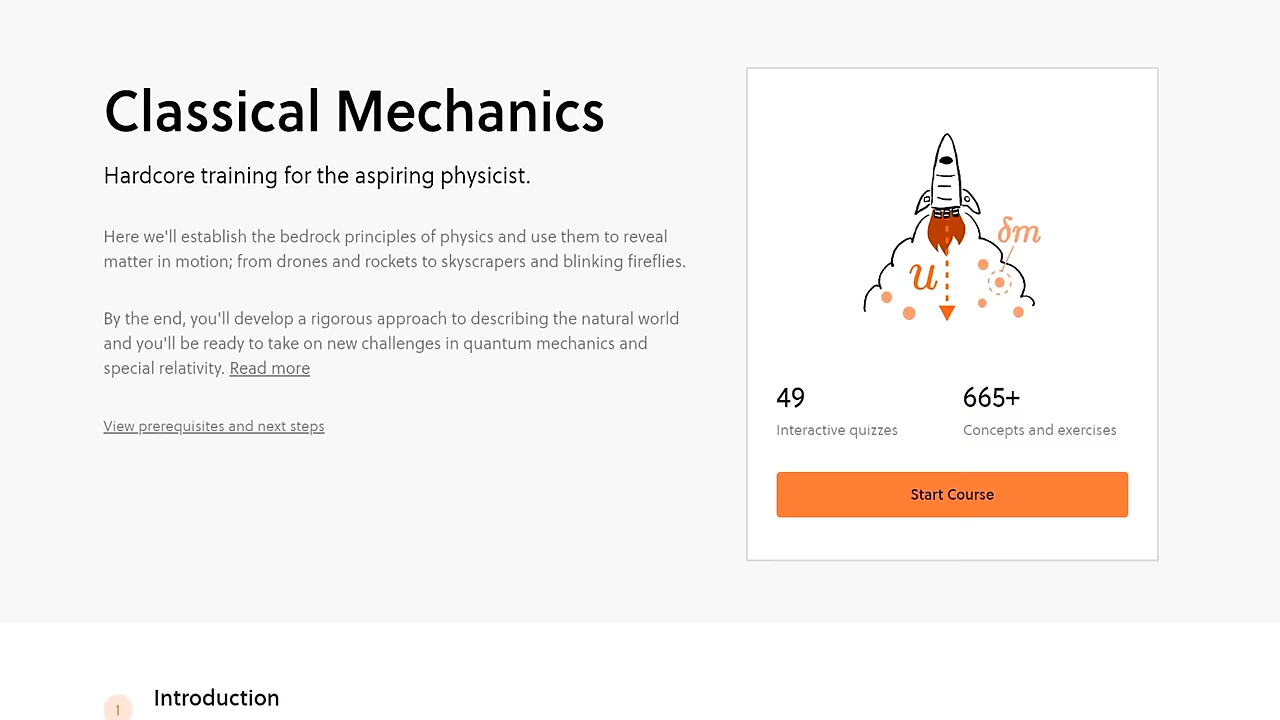 Classical Mechanics
Hardcore training for the aspiring physicist.
Here we'll establish the bedrock principles of physics and use them to reveal
matter in motion; from drones and rockets to skyscrapers and blinking fireflies.
By the end, you'll develop a rigorous approach to describing the natural world
and you'll be ready to take on new challenges in quantum mechanics and
special relativity. Read more
View prerequisites and next steps
δm
u
49
665+
Interactive quizzes
Concepts and exercises
Start Course
1
Introduction